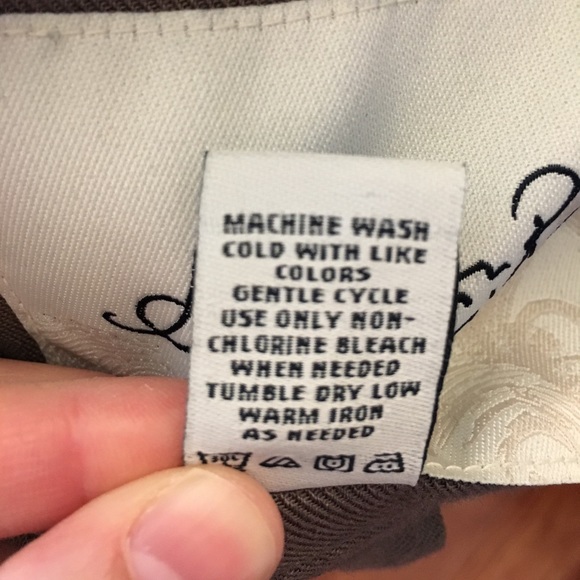 MACHINE WASH
COLD WITH LIKE
COLORS
GENTLE CYCLE
USE ONLY NON-
CHLORINE BLEACH
WHEN NEEDED
TUMBLE DRY LOW
WARM IRON
AS NEEDED